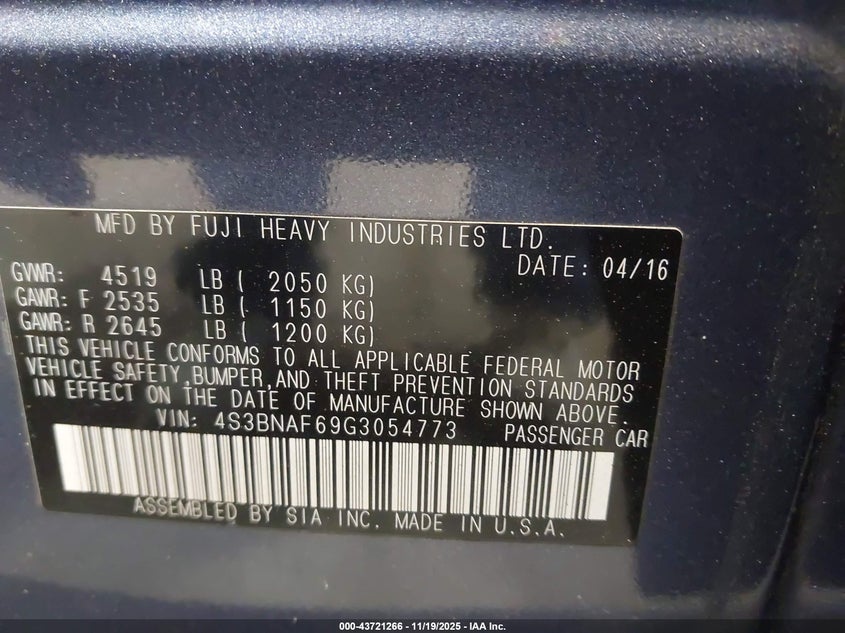 MFD BY FUJI HEAVY INDUSTRIES LTD.
DATE: 04/16
GVWR: 4519 LB ( 2050 KG)
GAWR: F 2535 LB ( 1150 KG)
GAWR: R 2645 LB ( 1200 KG)
THIS VEHICLE CONFORMS TO ALL APPLICABLE FEDERAL MOTOR
VEHICLE SAFETY,BUMPER,AND THEFT PREVENTION STANDARDS
IN EFFECT ON THE DATE OF MANUFACTURE SHOWN ABOVE.
VIN: 4S3BNAF69G3054773 PASSENGER CAR
ASSEMBLED BY SIA INC. MADE IN U.S.A.
000-43721266 - 11/19/2025 - IAA Inc.